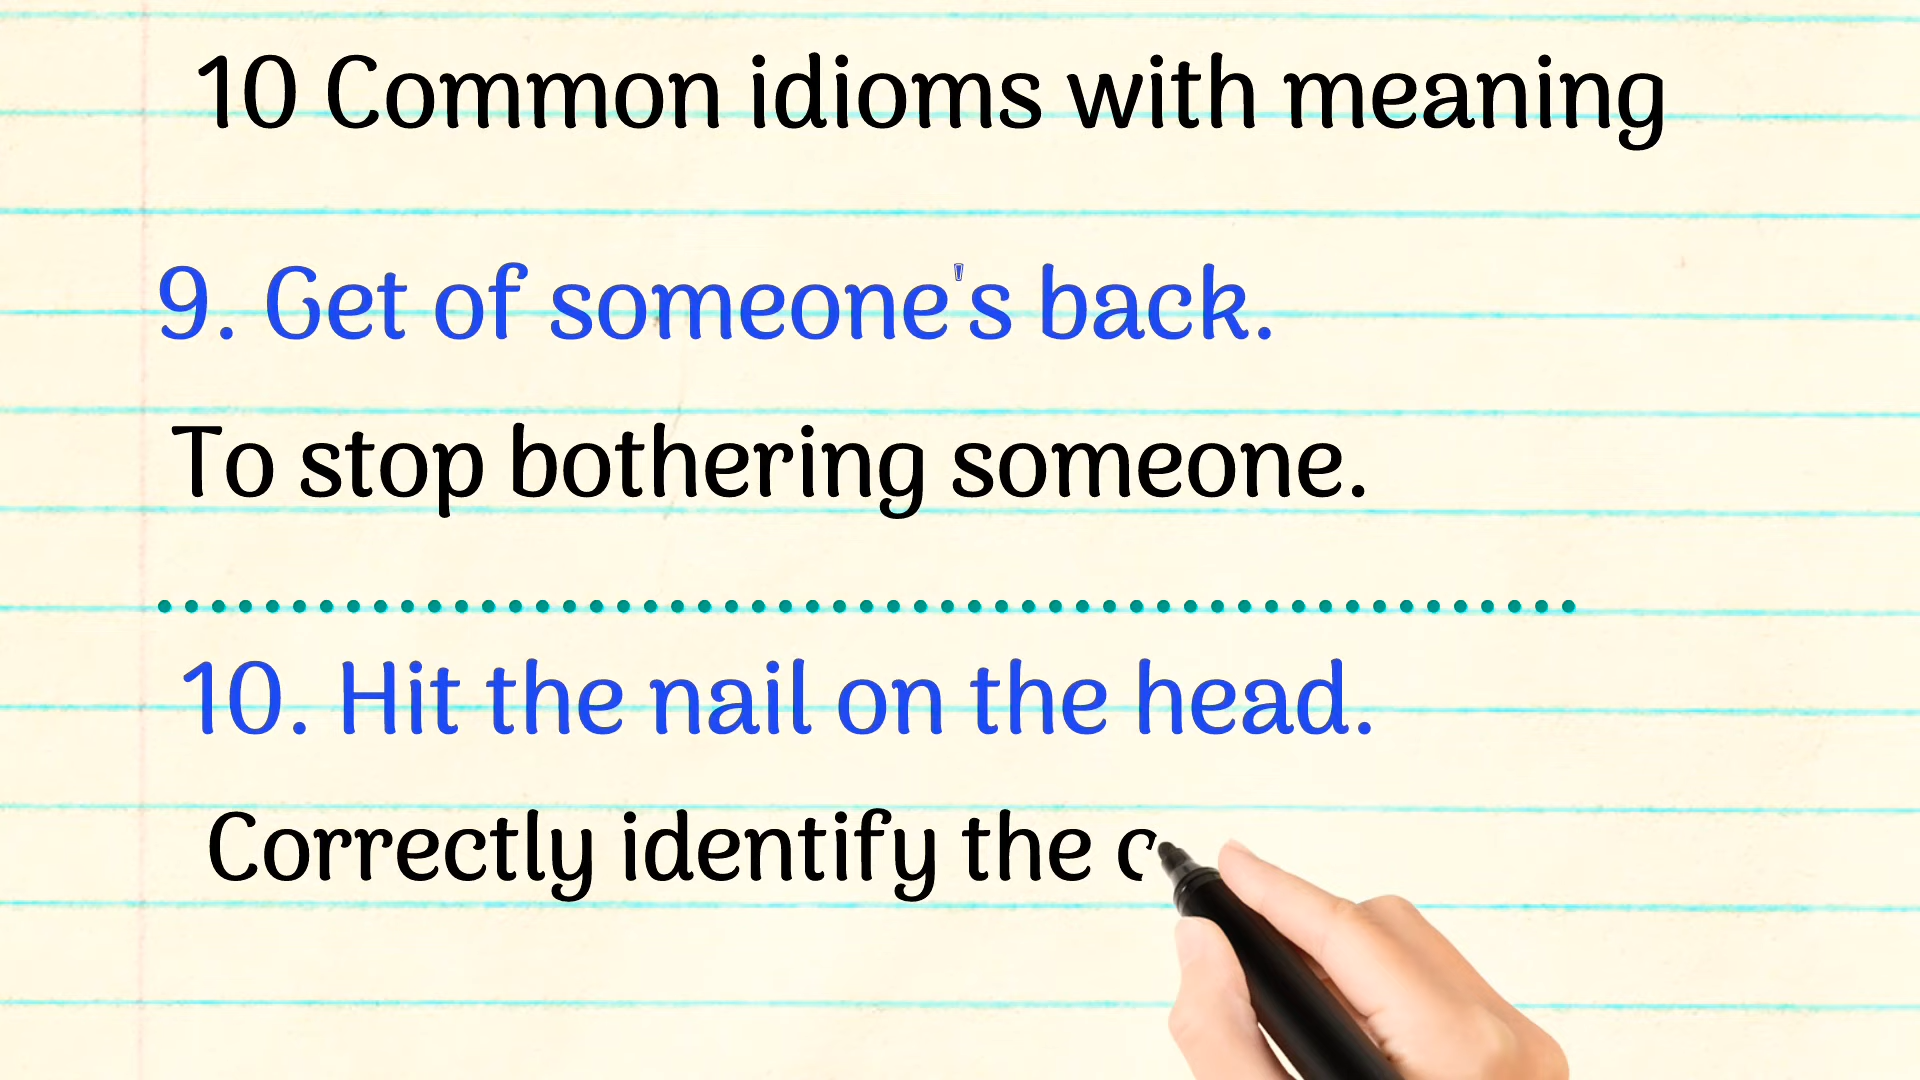 10 Common idioms with meaning
9. Get of someone's back.
To stop bothering someone.
10. Hit the nail on the head.
Correctly identify the